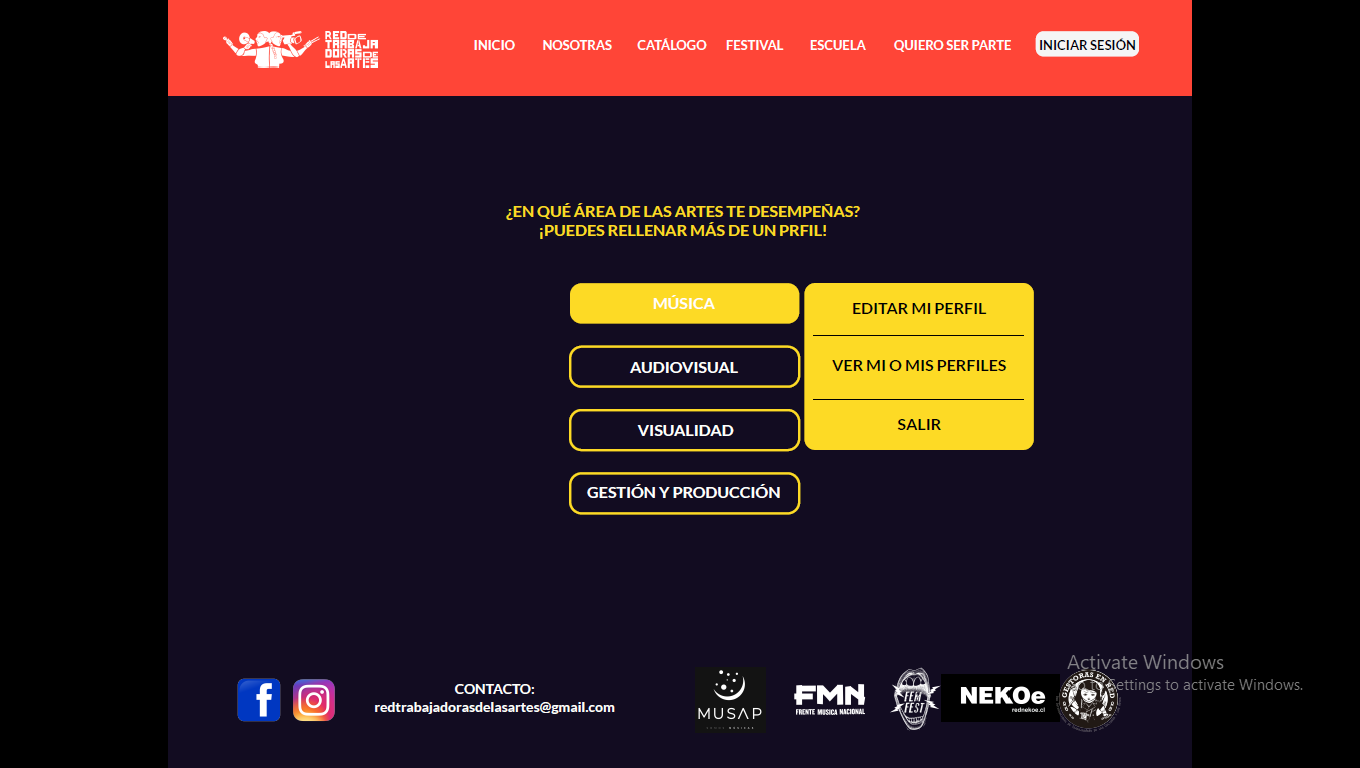 RED DE
TRABAJA
DORAS DE
LAS ARTES
INICIO NOSOTRAS CATÁLOGO FESTIVAL ESCUELA QUIERO SER PARTE INICIAR SESIÓN
¿EN QUÉ ÁREA DE LAS ARTES TE DESEMPEÑAS?
¡PUEDES RELLENAR MÁS DE UN PRFIL!
MÚSICA
EDITAR MI PERFIL
AUDIOVISUAL
VER MI O MIS PERFILES
VISUALIDAD
SALIR
GESTIÓN Y PRODUCCIÓN
CONTACTO:
redtrabajadorasdelasartes@gmail.com
MUSAP
FMN
FRENTE MUSICA NACIONAL
FEM
FEST
NEKOe
rednekoe.cl
GESTORAS EN RED
Activate Windows
Settings to activate Windows.